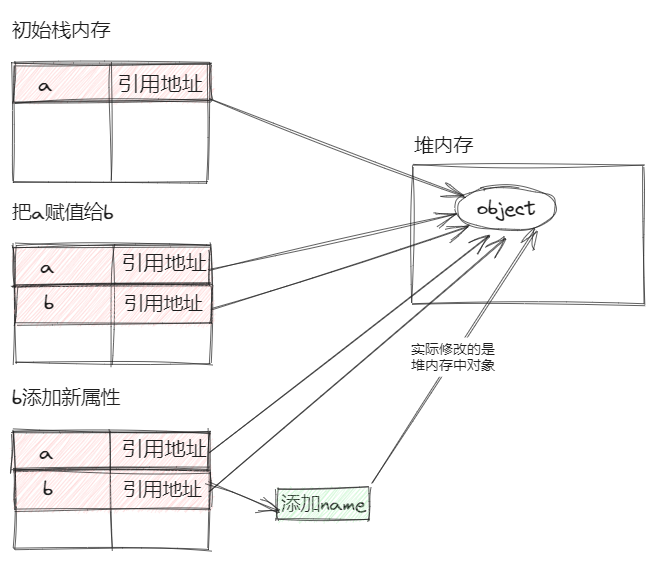 初始栈内存
a 引用地址
堆内存
object
把a赋值给b
a 引用地址
b 引用地址
实际修改的是
堆内存中对象
b添加新属性
a 引用地址
b 引用地址
添加name